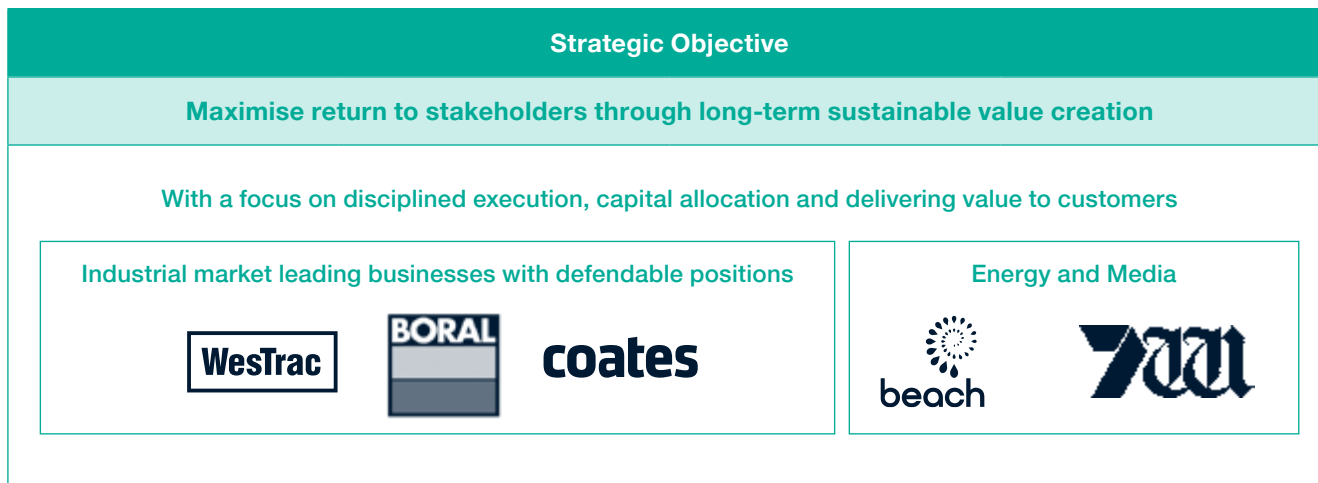 Strategic Objective
Maximise return to stakeholders through long-term sustainable value creation
With a focus on disciplined execution, capital allocation and delivering value to customers
Industrial market leading businesses with defendable positions
WesTrac
BORAL
coates
Energy and Media
beach